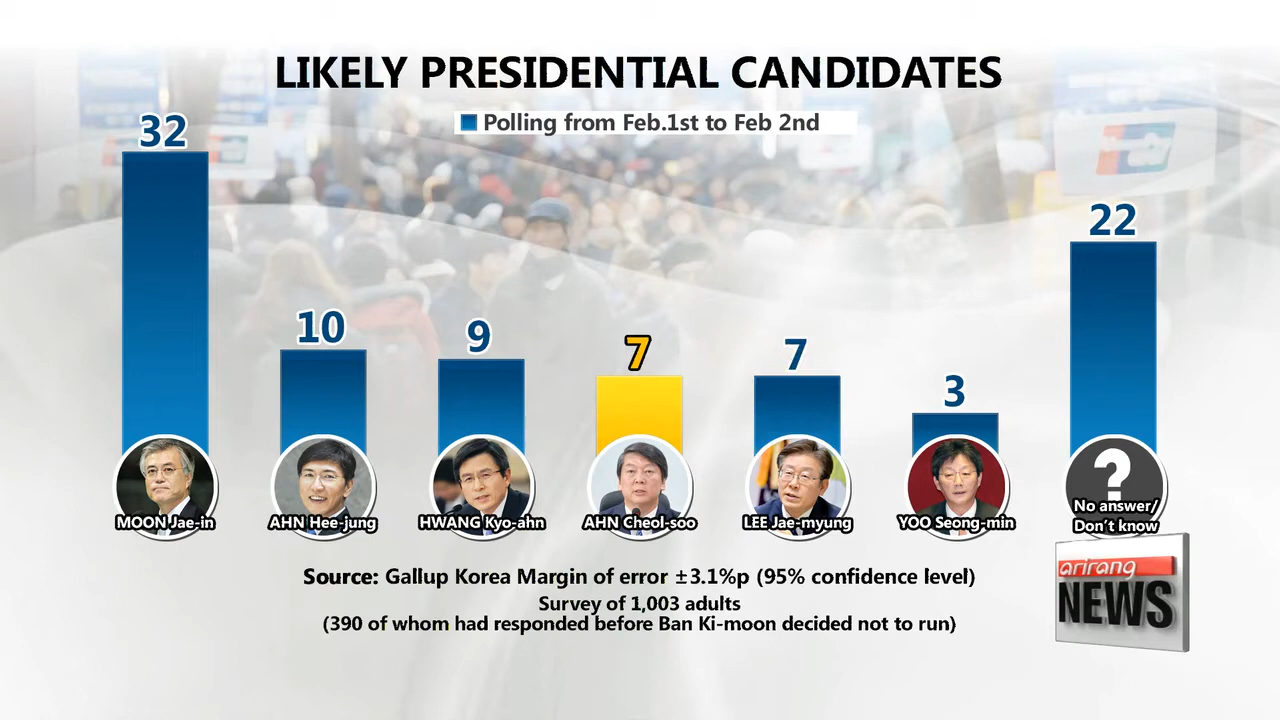 LIKELY PRESIDENTIAL CANDIDATES
Polling from Feb.1st to Feb 2nd
32
10
9
7
7
3
22
MOON Jae-in
AHN Hee-jung
HWANG Kyo-ahn
AHN Cheol-soo
LEE Jae-myung
YOO Seong-min
?
No answer/
Don't know
Source: Gallup Korea Margin of error ±3.1%p (95% confidence level)
Survey of 1,003 adults
(390 of whom had responded before Ban Ki-moon decided not to run)
arirang
NEWS